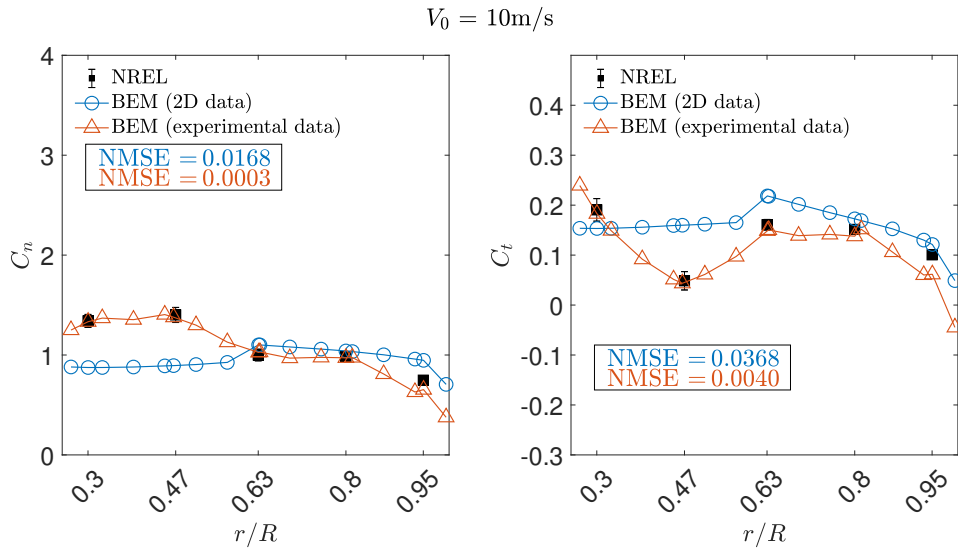 V₀ = 10m/s
4
3
2
1
0
C_n
NREL
BEM (2D data)
BEM (experimental data)
NMSE = 0.0168
NMSE = 0.0003
0.3
0.47
0.63
0.8
0.95
r/R
0.4
0.3
0.2
0.1
0
-0.1
-0.2
-0.3
C_t
NREL
BEM (2D data)
BEM (experimental data)
NMSE = 0.0368
NMSE = 0.0040
0.3
0.47
0.63
0.8
0.95
r/R